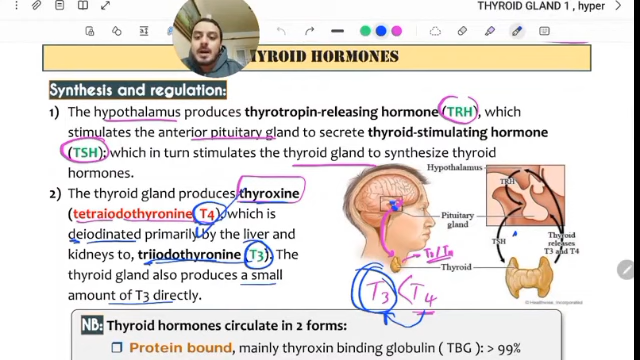 THYROID GLAND 1 , hyper
HYROID HORMONES
Synthesis and regulation:
1) The hypothalamus produces thyrotropin-releasing hormone (TRH), which
stimulates the anterior pituitary gland to secrete thyroid-stimulating hormone
(TSH); which in turn stimulates the thyroid gland to synthesize thyroid
hormones.
2) The thyroid gland produces thyroxine
(tetraiodothyronine T4), which is
deiodinated primarily by the liver and
kidneys to, triiodothyronine (T3). The
thyroid gland also produces a small
amount of T3 directly.
Hypothalamus
TRH
Pituitary gland
TSH
Thyroid releases T3 and T4
Thyroid
T3/T4
T3 < T4
© Healthwise, Incorporated
NB: Thyroid hormones circulate in 2 forms:
Protein bound, mainly thyroxin binding globulin (TBG): > 99%